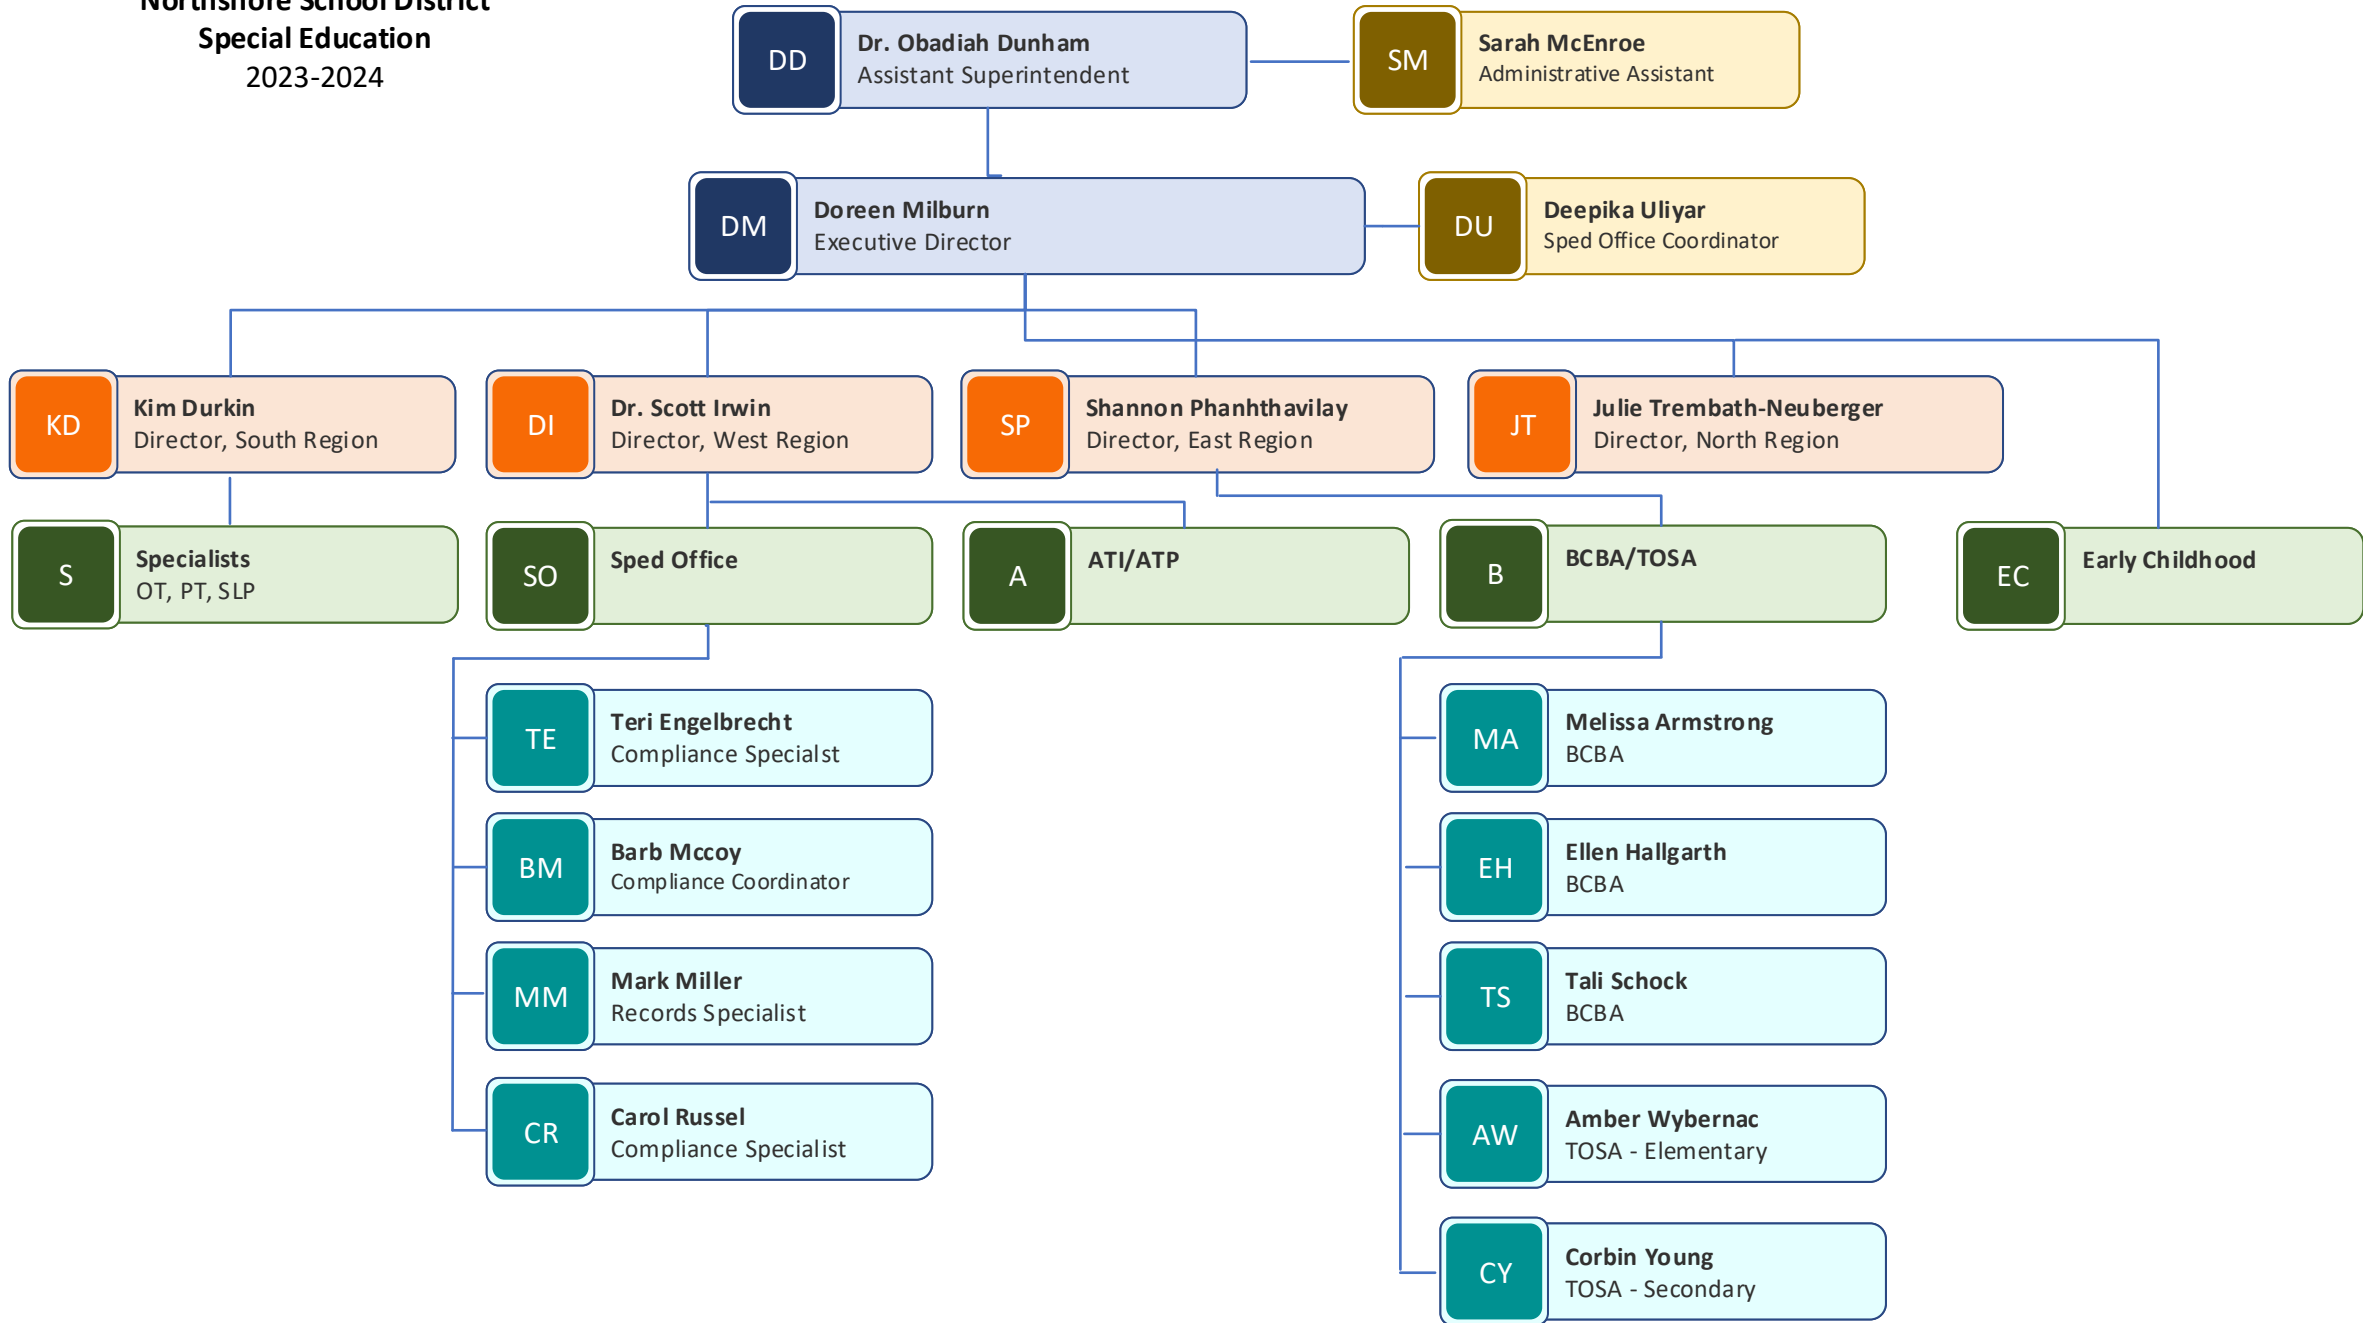 Northshore School District
Special Education
2023-2024
DD
Dr. Obadiah Dunham
Assistant Superintendent
SM
Sarah McEnroe
Administrative Assistant
DM
Doreen Milburn
Executive Director
DU
Deepika Uliyar
Sped Office Coordinator
KD
Kim Durkin
Director, South Region
DI
Dr. Scott Irwin
Director, West Region
SP
Shannon Phanhthavilay
Director, East Region
JT
Julie Trembath-Neuberger
Director, North Region
S
Specialists
OT, PT, SLP
SO
Sped Office
A
ATI/ATP
B
BCBA/TOSA
EC
Early Childhood
TE
Teri Engelbrecht
Compliance Specialst
BM
Barb Mccoy
Compliance Coordinator
MM
Mark Miller
Records Specialist
CR
Carol Russel
Compliance Specialist
MA
Melissa Armstrong
BCBA
EH
Ellen Hallgarth
BCBA
TS
Tali Schock
BCBA
AW
Amber Wybernac
TOSA - Elementary
CY
Corbin Young
TOSA - Secondary